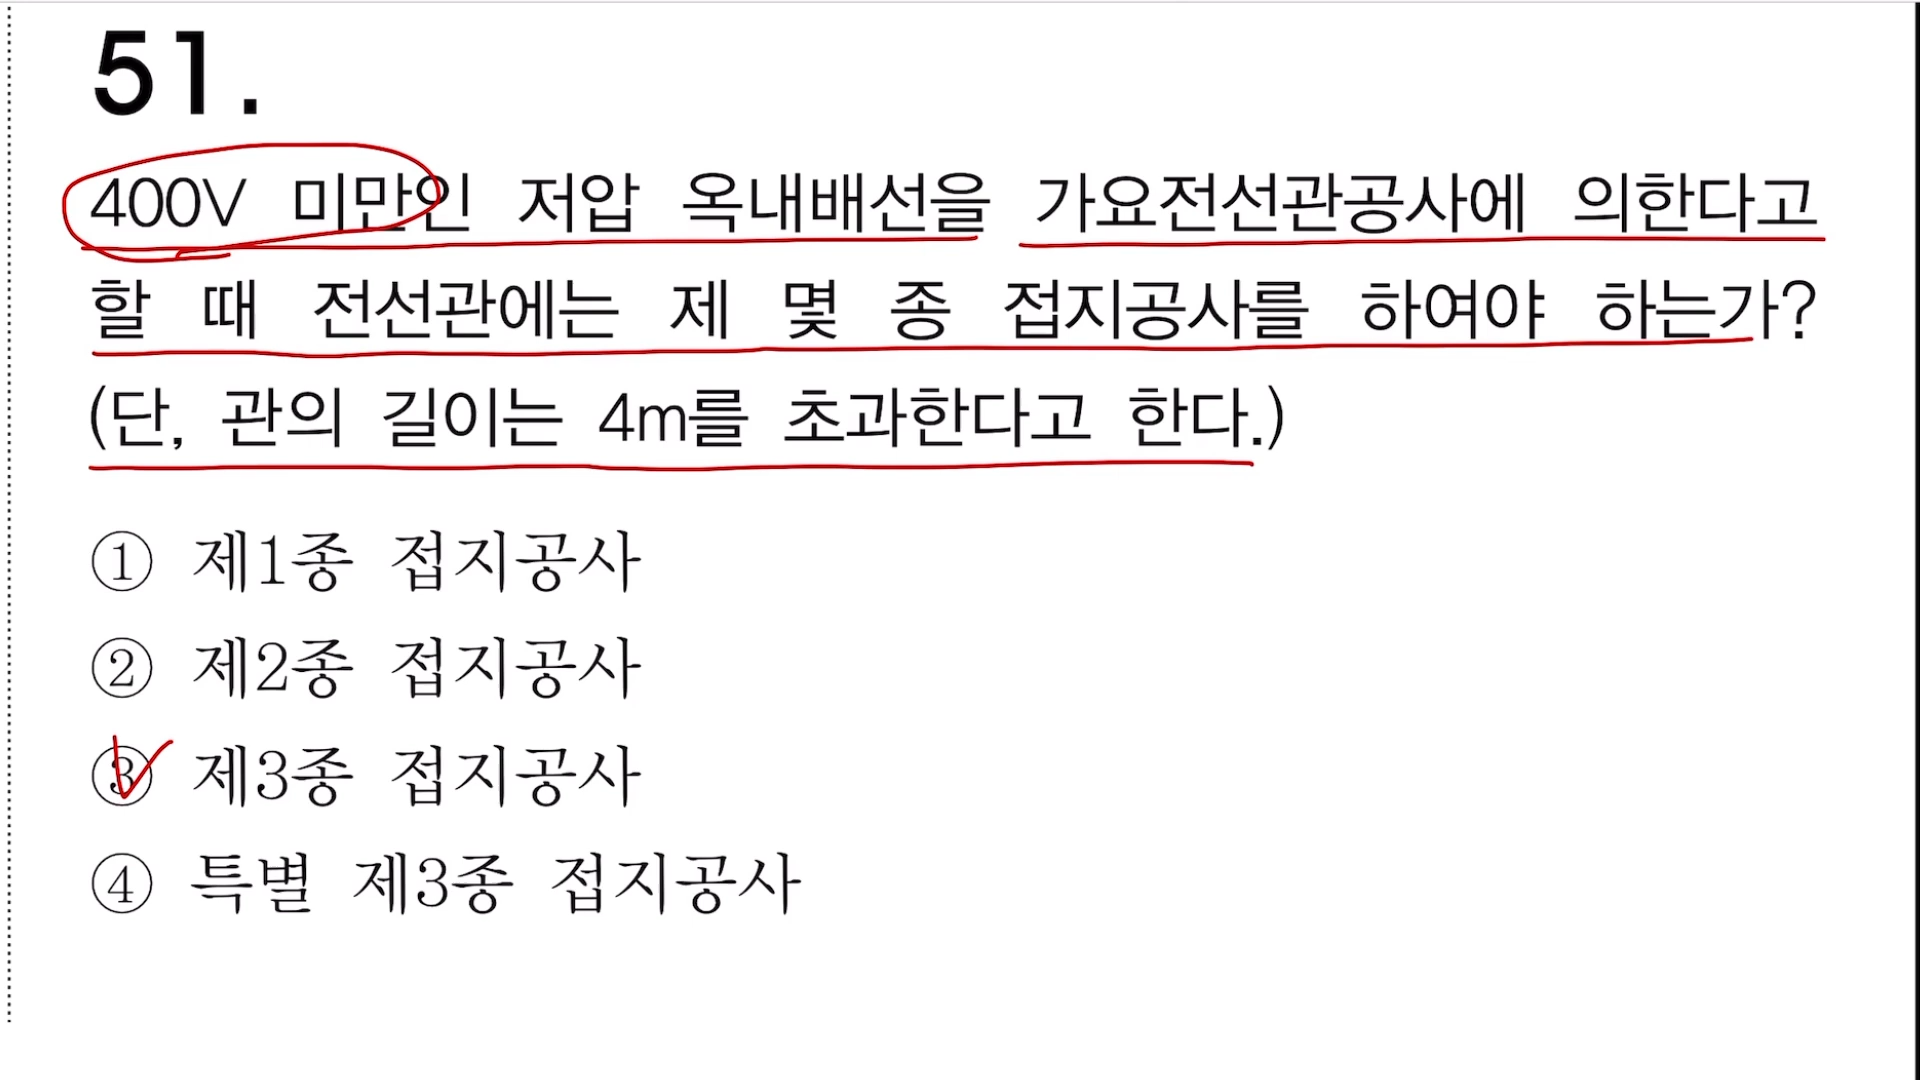 51.
400V 미만인 저압 옥내배선을 가요전선관공사에 의한다고
할 때 전선관에는 제 몇 종 접지공사를 하여야 하는가?
(단, 관의 길이는 4m를 초과한다고 한다.)
① 제1종 접지공사
② 제2종 접지공사
③ 제3종 접지공사
④ 특별 제3종 접지공사